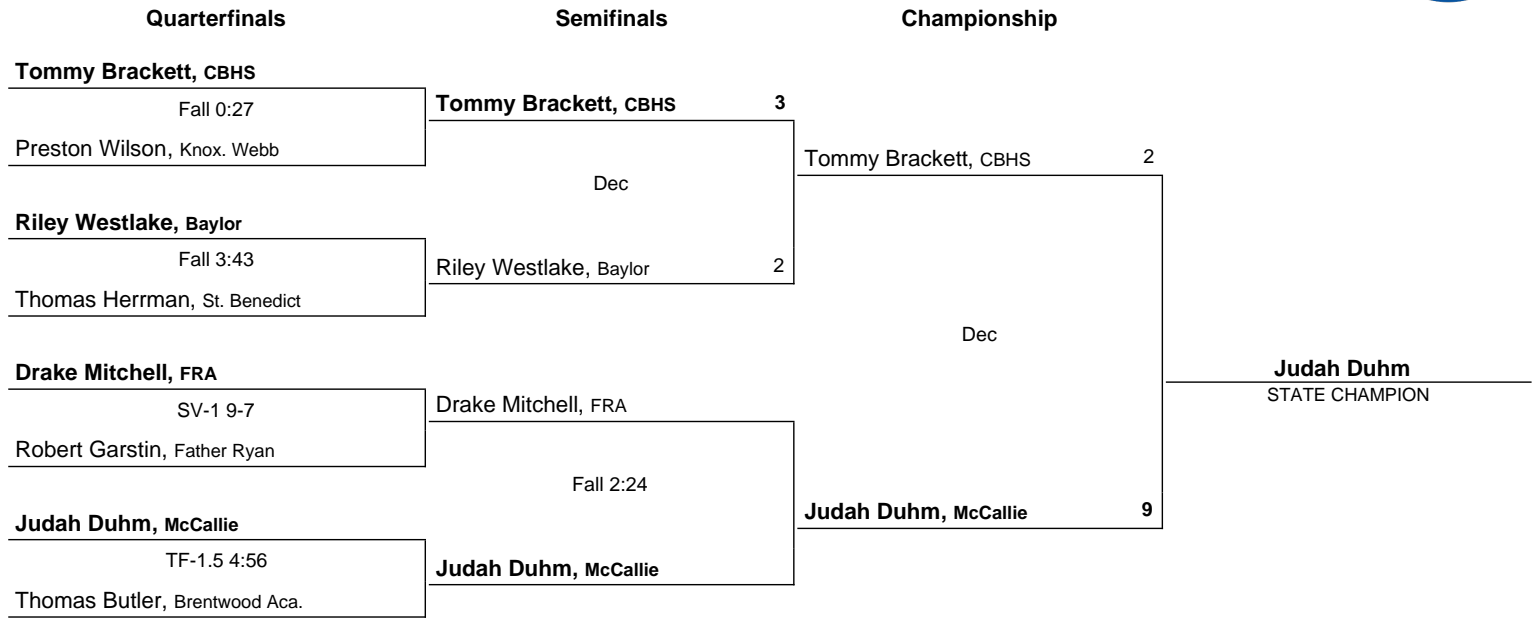 Quarterfinals Semifinals Championship
Tommy Brackett, CBHS
Fall 0:27
Preston Wilson, Knox. Webb
Riley Westlake, Baylor
Fall 3:43
Thomas Herrman, St. Benedict
Drake Mitchell, FRA
SV-1 9-7
Robert Garstin, Father Ryan
Judah Duhm, McCallie
TF-1.5 4:56
Thomas Butler, Brentwood Aca.
Tommy Brackett, CBHS 3
Dec
Riley Westlake, Baylor 2
Drake Mitchell, FRA
Fall 2:24
Judah Duhm, McCallie
Tommy Brackett, CBHS 2
Dec
Judah Duhm, McCallie 9
Judah Duhm
STATE CHAMPION